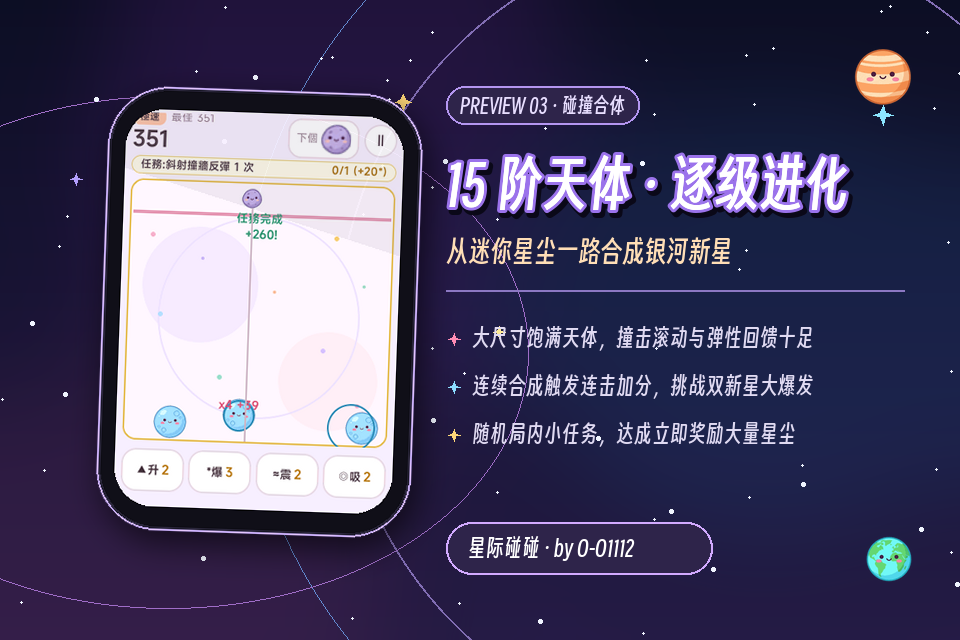 極速 最佳 351
351
下個
任務:斜射撞牆反彈 1 次 0/1 (+20*)
任務完成
+260!
x4 +59
▲升 2 *爆 3 ≈震 2 ◎吸 2
PREVIEW 03 · 碰撞合体
15 阶天体 · 逐级进化
从迷你星尘一路合成银河新星
大尺寸饱满天体，撞击滚动与弹性回馈十足
连续合成触发连击加分，挑战双新星大爆发
随机局内小任务，达成立即奖励大量星尘
星际碰碰 · by O-O1112